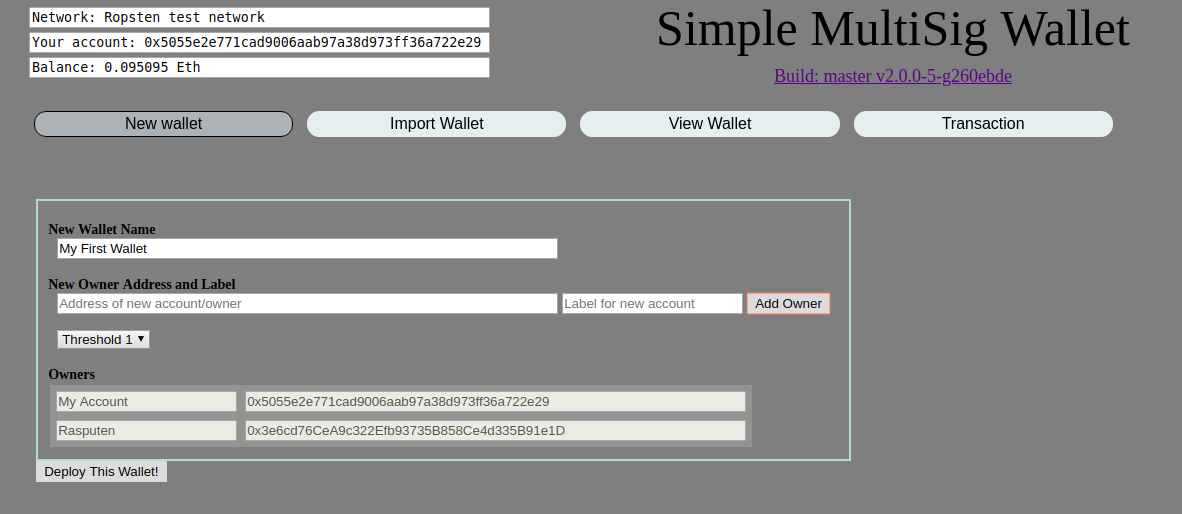 Network: Ropsten test network
Your account: 0x5055e2e771cad9006aab97a38d973ff36a722e29
Balance: 0.095095 Eth
Simple MultiSig Wallet
Build: master v2.0.0-5-g260ebde
New wallet Import Wallet View Wallet Transaction
New Wallet Name
My First Wallet
New Owner Address and Label
Address of new account/owner Label for new account Add Owner
Threshold 1
Owners
My Account 0x5055e2e771cad9006aab97a38d973ff36a722e29
Rasputen 0x3e6cd76CeA9c322Efb93735B858Ce4d335B91e1D
Deploy This Wallet!